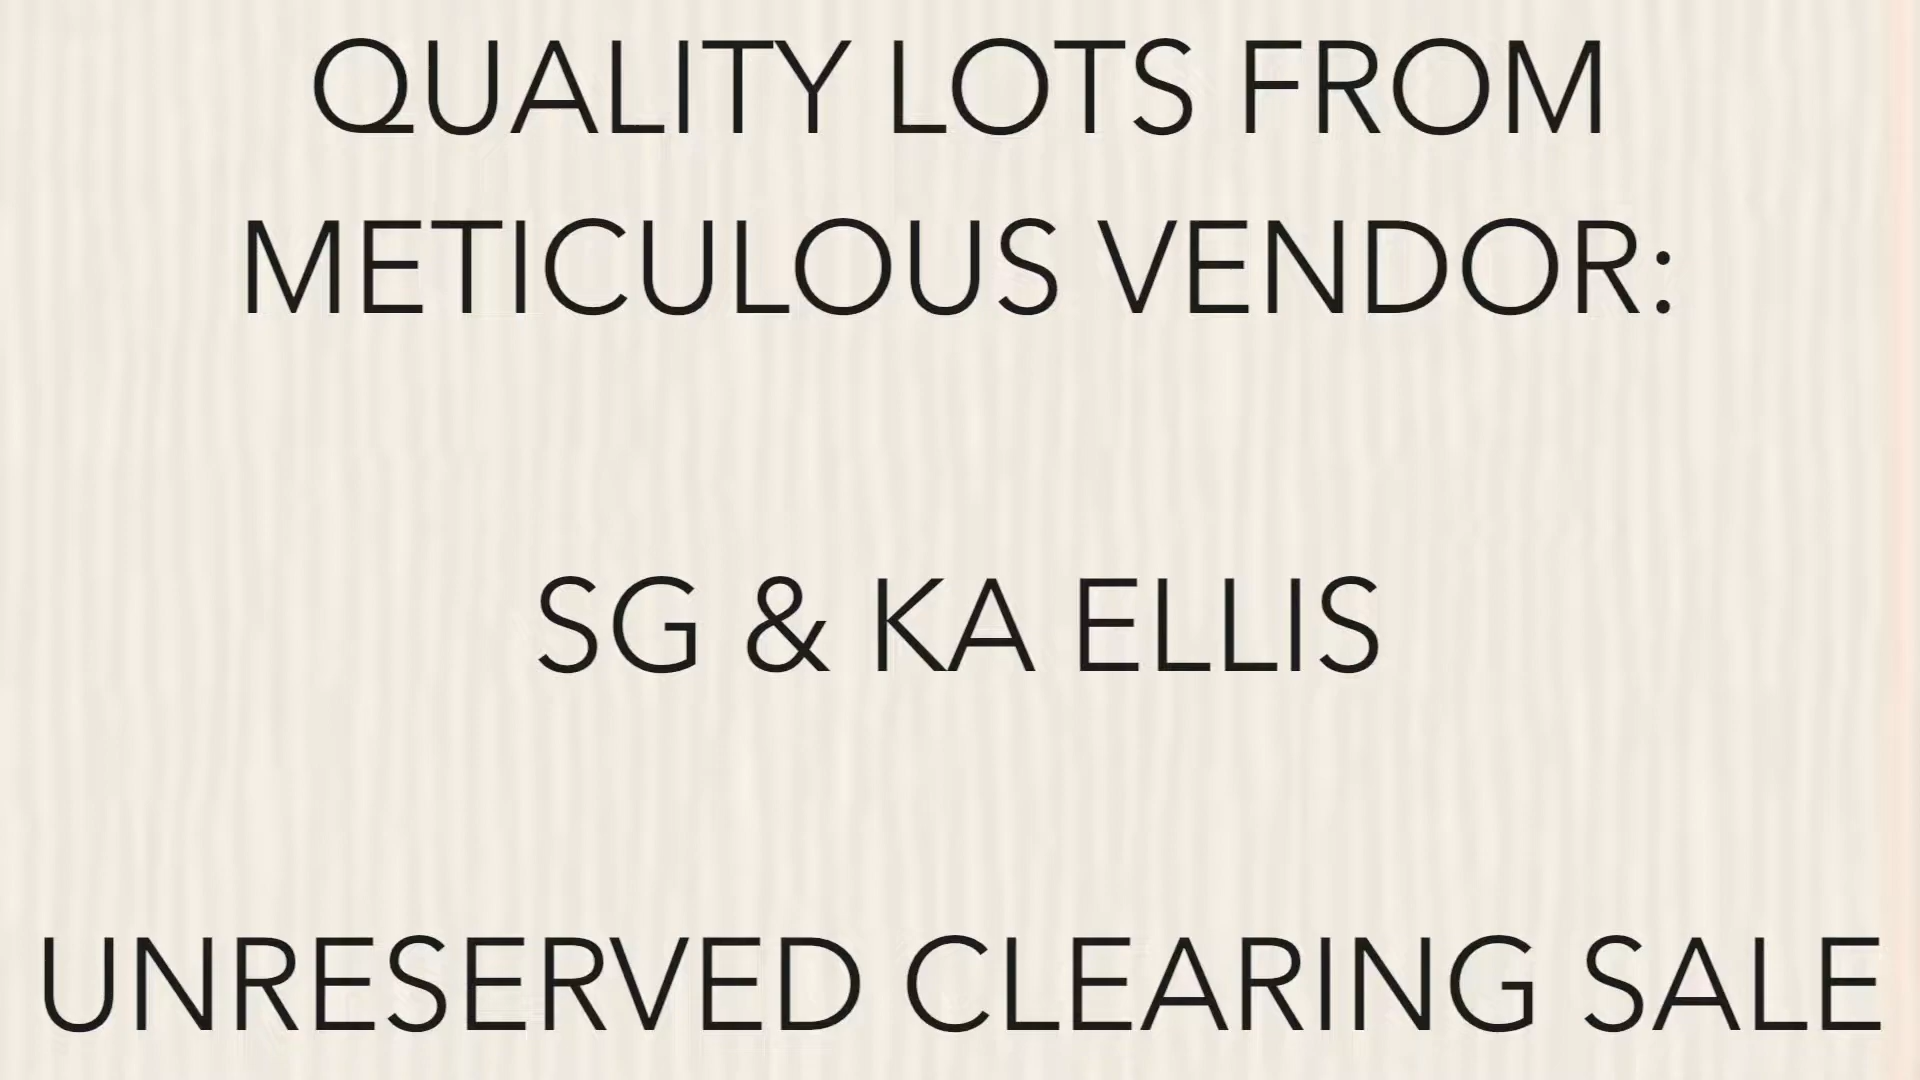 QUALITY LOTS FROM
METICULOUS VENDOR:
SG & KA ELLIS
UNRESERVED CLEARING SALE